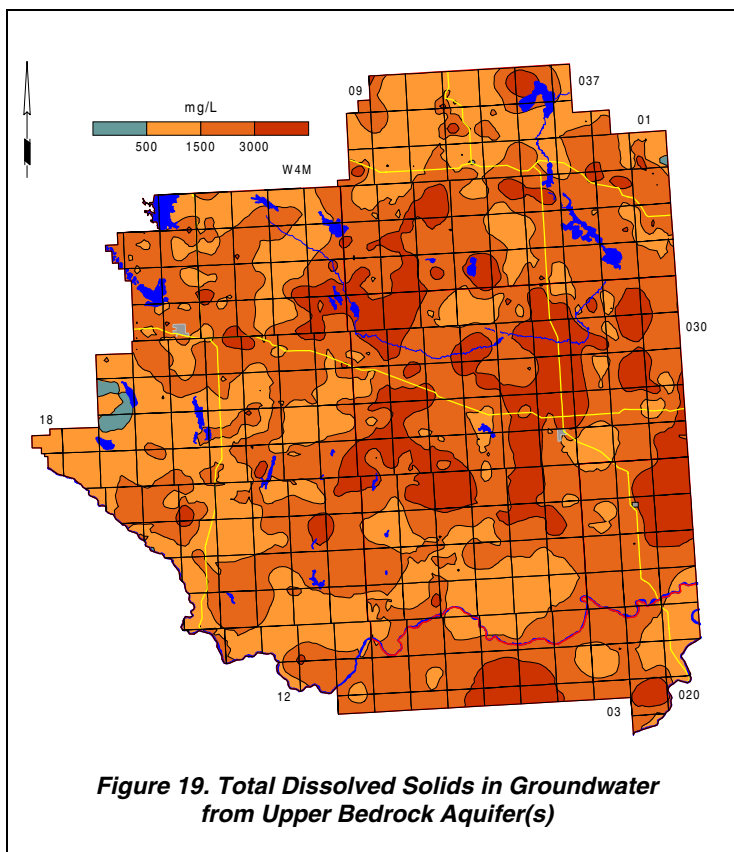 09
037
mg/L
01
500 1500 3000
W4M
030
18
12
03
020
Figure 19. Total Dissolved Solids in Groundwater
from Upper Bedrock Aquifer(s)